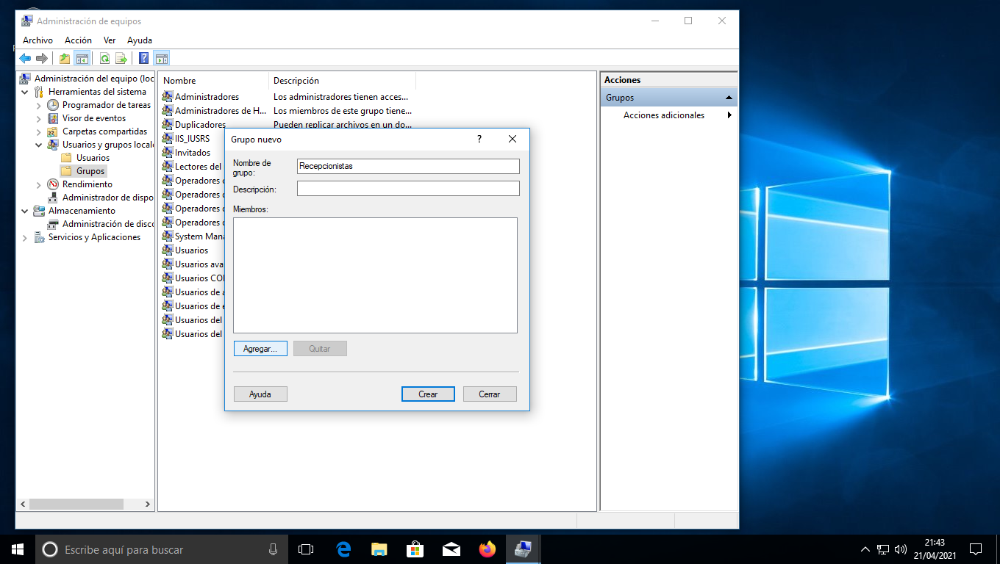 Administración de equipos
Archivo Acción Ver Ayuda
Administración del equipo (loc
Herramientas del sistema
Programador de tareas
Visor de eventos
Carpetas compartidas
Usuarios y grupos locale
Usuarios
Grupos
Rendimiento
Administrador de dispo
Almacenamiento
Administración de disco
Servicios y Aplicaciones
Nombre Descripción
Administradores Los administradores tienen acces...
Administradores de H... Los miembros de este grupo tiene...
Duplicadores Pueden replicar archivos en un do...
IIS_IUSRS
Invitados
Lectores del
Operadores
Operadores
Operadores
Operadores
System Mana
Usuarios
Usuarios ava
Usuarios CO
Usuarios de a
Usuarios de e
Usuarios del
Usuarios del
Grupo nuevo ?
Nombre de
grupo:
Recepcionistas
Descripción:
Miembros:
Agregar... Quitar
Ayuda Crear Cerrar
Acciones
Grupos
Acciones adicionales
Escribe aquí para buscar
21:43
21/04/2021